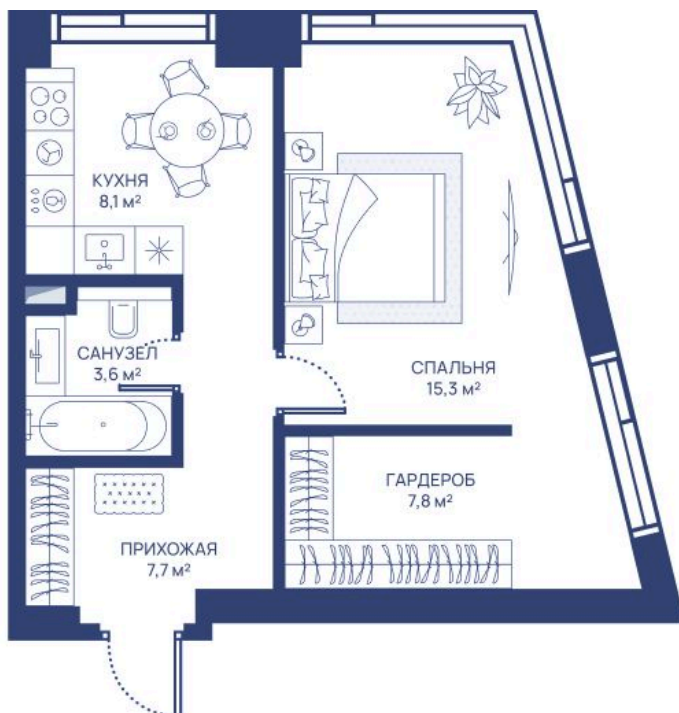 КУХНЯ
8,1 м²
САНУЗЕЛ
3,6 м²
СПАЛЬНЯ
15,3 м²
ГАРДЕРОБ
7,8 м²
ПРИХОЖАЯ
7,7 м²